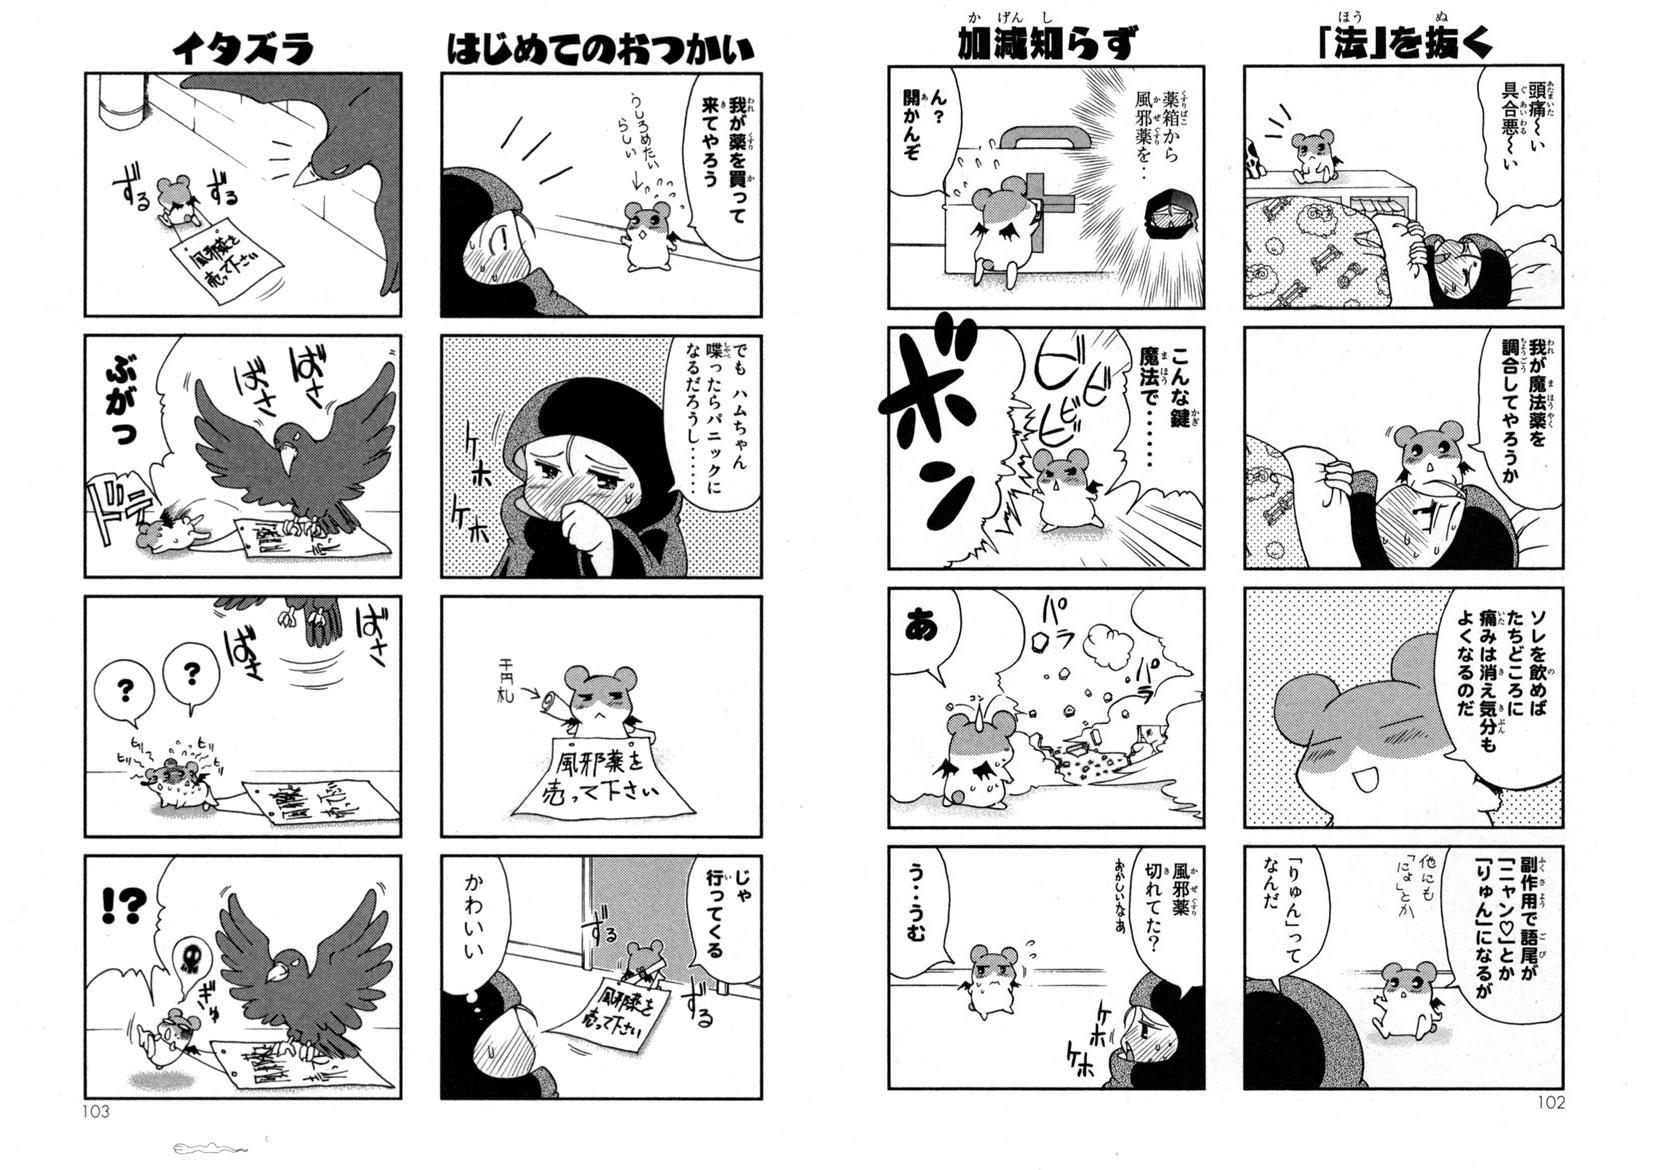 「法」を抜く
頭痛～い
具合悪～い
我が魔法薬を
調合してやろうか
ソレを飲めば
たちどころに
痛みは消え気分も
よくなるのだ
副作用で語尾が
「ニャン♡」とか
「りゅん」になるが
他にも
「にょ」とか
「りゅん」って
なんだ
加減知らず
薬箱から
風邪薬を‥
ん？
開かんぞ
こんな鍵
魔法で‥‥‥
ビビ
ビビ
ボンッ
パラ
パラ
コン
あ
風邪薬
切れてた？
おかしいなぁ
う‥うむ
ケホ
ケホ
102
はじめてのおつかい
我が薬を買って
来てやろう
うしろめたい
らしい
でも ハムちゃん
喋ったらパニックに
なるだろうし‥‥‥
ケホ
ケホ
千円札
風邪薬を
売って下さい
じゃ
行ってくる
ずる
ずる
風邪薬を
売って下さい
かわいい
イタズラ
ずる
ずる
風邪薬を
売って下さい
ばさ
ばさ
ぶがっ
ばさ
ばさ
？
？
ヒリ
ヒリ
ヒリ
ヒリ
!?
ぎゅ
103